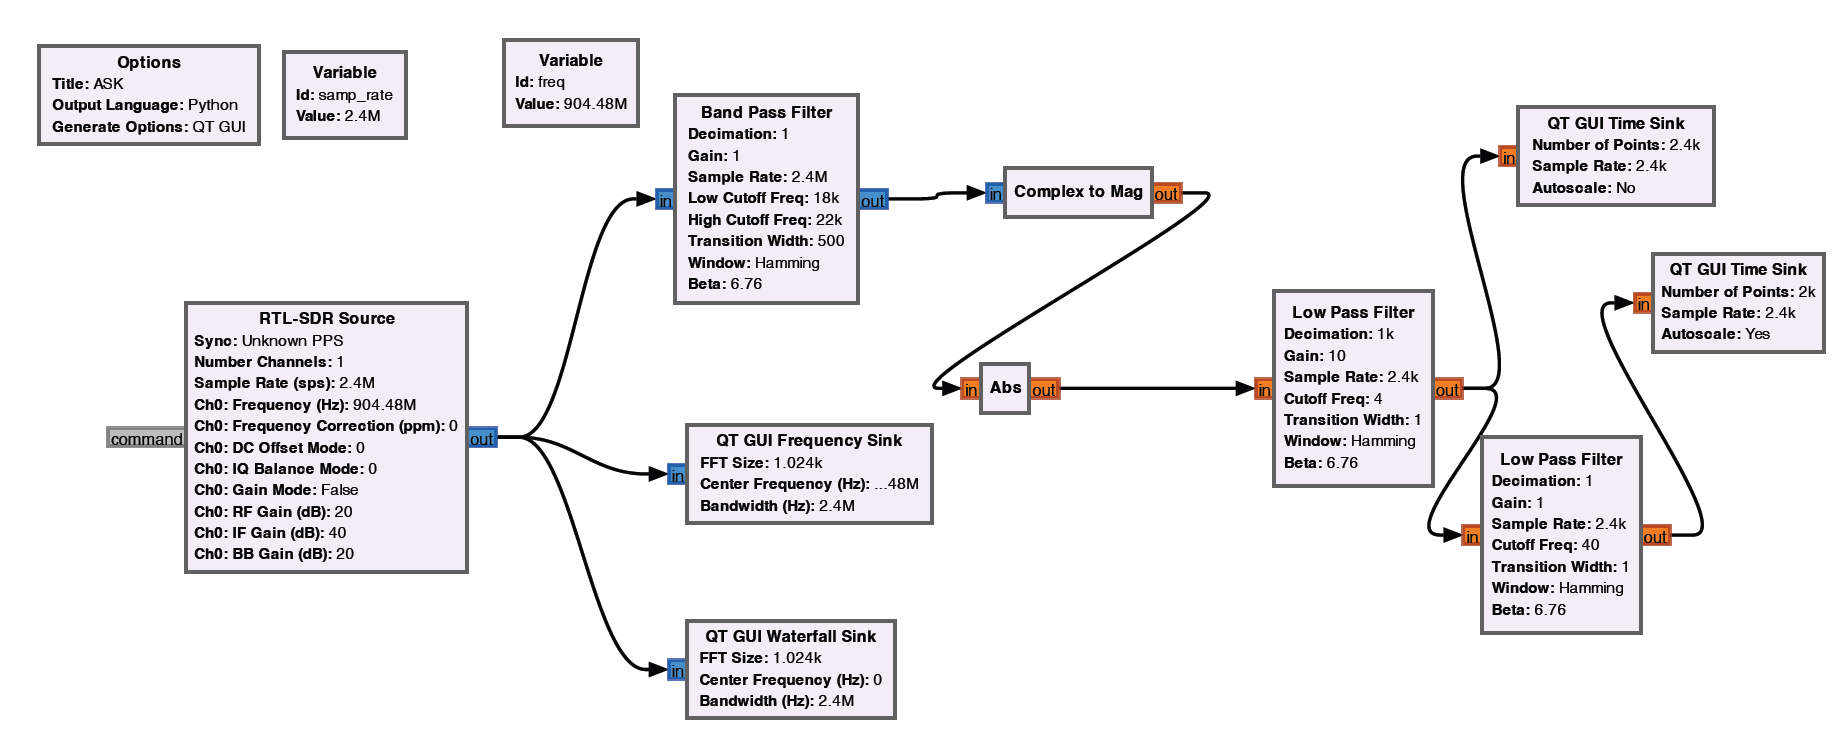 Options
Title: ASK
Output Language: Python
Generate Options: QT GUI
Variable
Id: samp_rate
Value: 2.4M
Variable
Id: freq
Value: 904.48M
Band Pass Filter
Decimation: 1
Gain: 1
Sample Rate: 2.4M
Low Cutoff Freq: 18k
High Cutoff Freq: 22k
Transition Width: 500
Window: Hamming
Beta: 6.76
in
out
in
Complex to Mag
out
QT GUI Time Sink
Number of Points: 2.4k
Sample Rate: 2.4k
Autoscale: No
in
QT GUI Time Sink
Number of Points: 2k
Sample Rate: 2.4k
Autoscale: Yes
in
RTL-SDR Source
Sync: Unknown PPS
Number Channels: 1
Sample Rate (sps): 2.4M
Ch0: Frequency (Hz): 904.48M
Ch0: Frequency Correction (ppm): 0
Ch0: DC Offset Mode: 0
Ch0: IQ Balance Mode: 0
Ch0: Gain Mode: False
Ch0: RF Gain (dB): 20
Ch0: IF Gain (dB): 40
Ch0: BB Gain (dB): 20
command
out
in
Abs
out
Low Pass Filter
Decimation: 1k
Gain: 10
Sample Rate: 2.4k
Cutoff Freq: 4
Transition Width: 1
Window: Hamming
Beta: 6.76
in
out
QT GUI Frequency Sink
FFT Size: 1.024k
Center Frequency (Hz): ...48M
Bandwidth (Hz): 2.4M
in
Low Pass Filter
Decimation: 1
Gain: 1
Sample Rate: 2.4k
Cutoff Freq: 40
Transition Width: 1
Window: Hamming
Beta: 6.76
in
out
QT GUI Waterfall Sink
FFT Size: 1.024k
Center Frequency (Hz): 0
Bandwidth (Hz): 2.4M
in